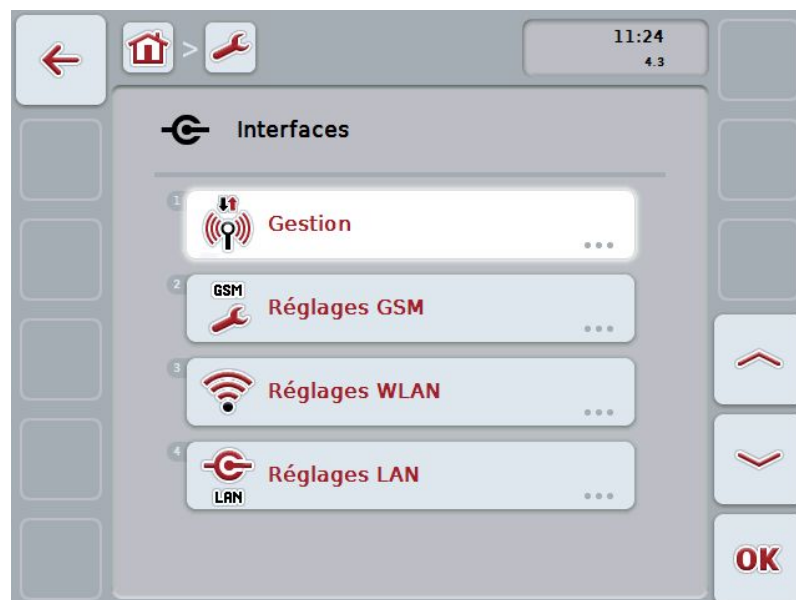 >
11:24
4.3
Interfaces
1
Gestion
...
2
GSM
Réglages GSM
...
3
Réglages WLAN
...
4
LAN
Réglages LAN
...
OK